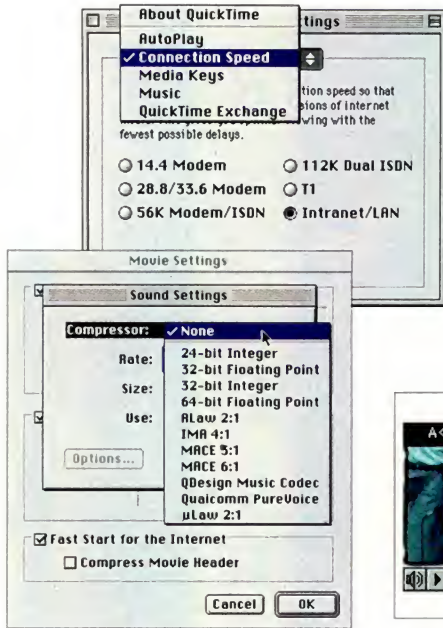 About QuickTime
ttings
AutoPlay
✓ Connection Speed
Media Keys
Music
QuickTime Exchange
tion speed so that
sions of internet
wing with the
fewest possible delays.
14.4 Modem
112K Dual ISDN
28.8/33.6 Modem
T1
56K Modem/ISDN
Intranet/LAN
Movie Settings
Sound Settings
Compressor:
✓ None
Rate:
24-bit Integer
32-bit Floating Point
Size:
32-bit Integer
64-bit Floating Point
Use:
ALaw 2:1
IMA 4:1
MACE 3:1
MACE 6:1
Options...
QDesign Music Codec
Qualcomm PureVoice
µLaw 2:1
Fast Start for the Internet
Compress Movie Header
Cancel
OK
A